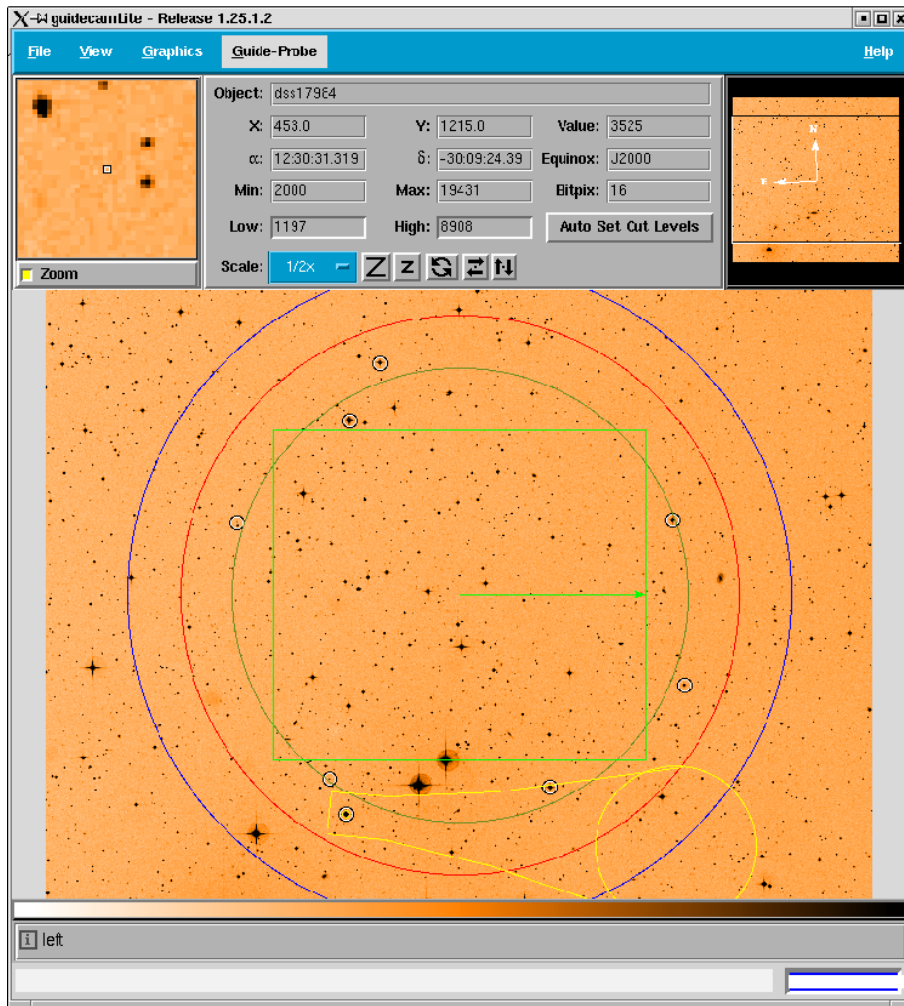 guidecamLite - Release 1.25.1.2
File View Graphics Guide-Probe Help
Object: dss17984
X: 453.0 Y: 1215.0 Value: 3525
α: 12:30:31.319 δ: -30:09:24.39 Equinox: J2000
Min: 2000 Max: 19431 Bitpix: 16
Low: 1197 High: 8908 Auto Set Cut Levels
Scale: 1/2x Z z
Zoom
N
E
i left